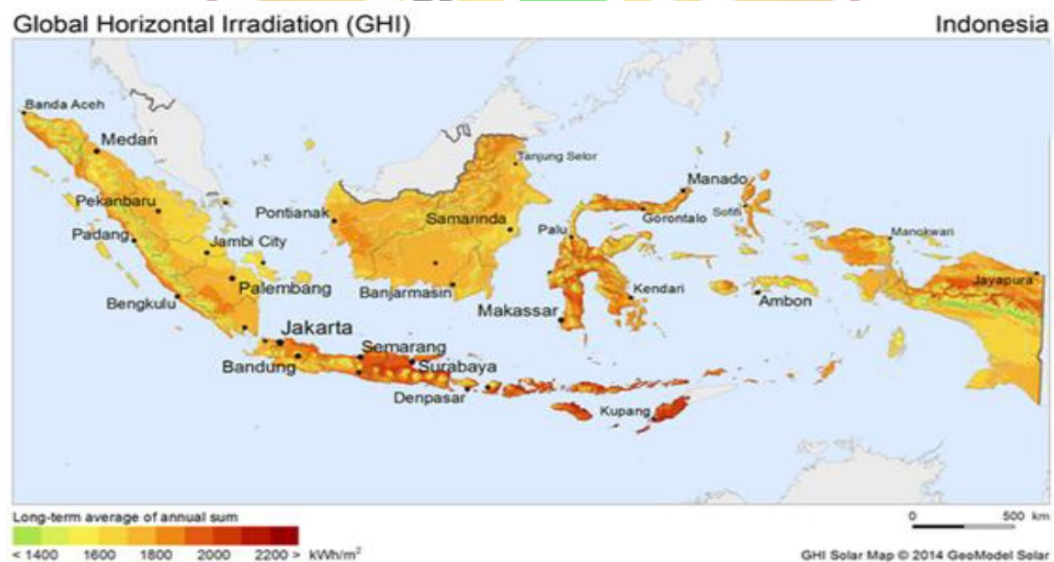 Global Horizontal Irradiation (GHI)
Indonesia
Banda Aceh
Medan
Tanjung Selor
Pekanbaru
Manado
Pontianak
Samarinda
Gorontalo
Sofifi
Padang
Jambi City
Palu
Manokwari
Palembang
Jayapura
Bengkulu
Banjarmasin
Kendari
Ambon
Makassar
Jakarta
Semarang
Bandung
Surabaya
Denpasar
Kupang
Long-term average of annual sum
0 500 km
< 1400 1600 1800 2000 2200 > kWh/m²
GHI Solar Map © 2014 GeoModel Solar